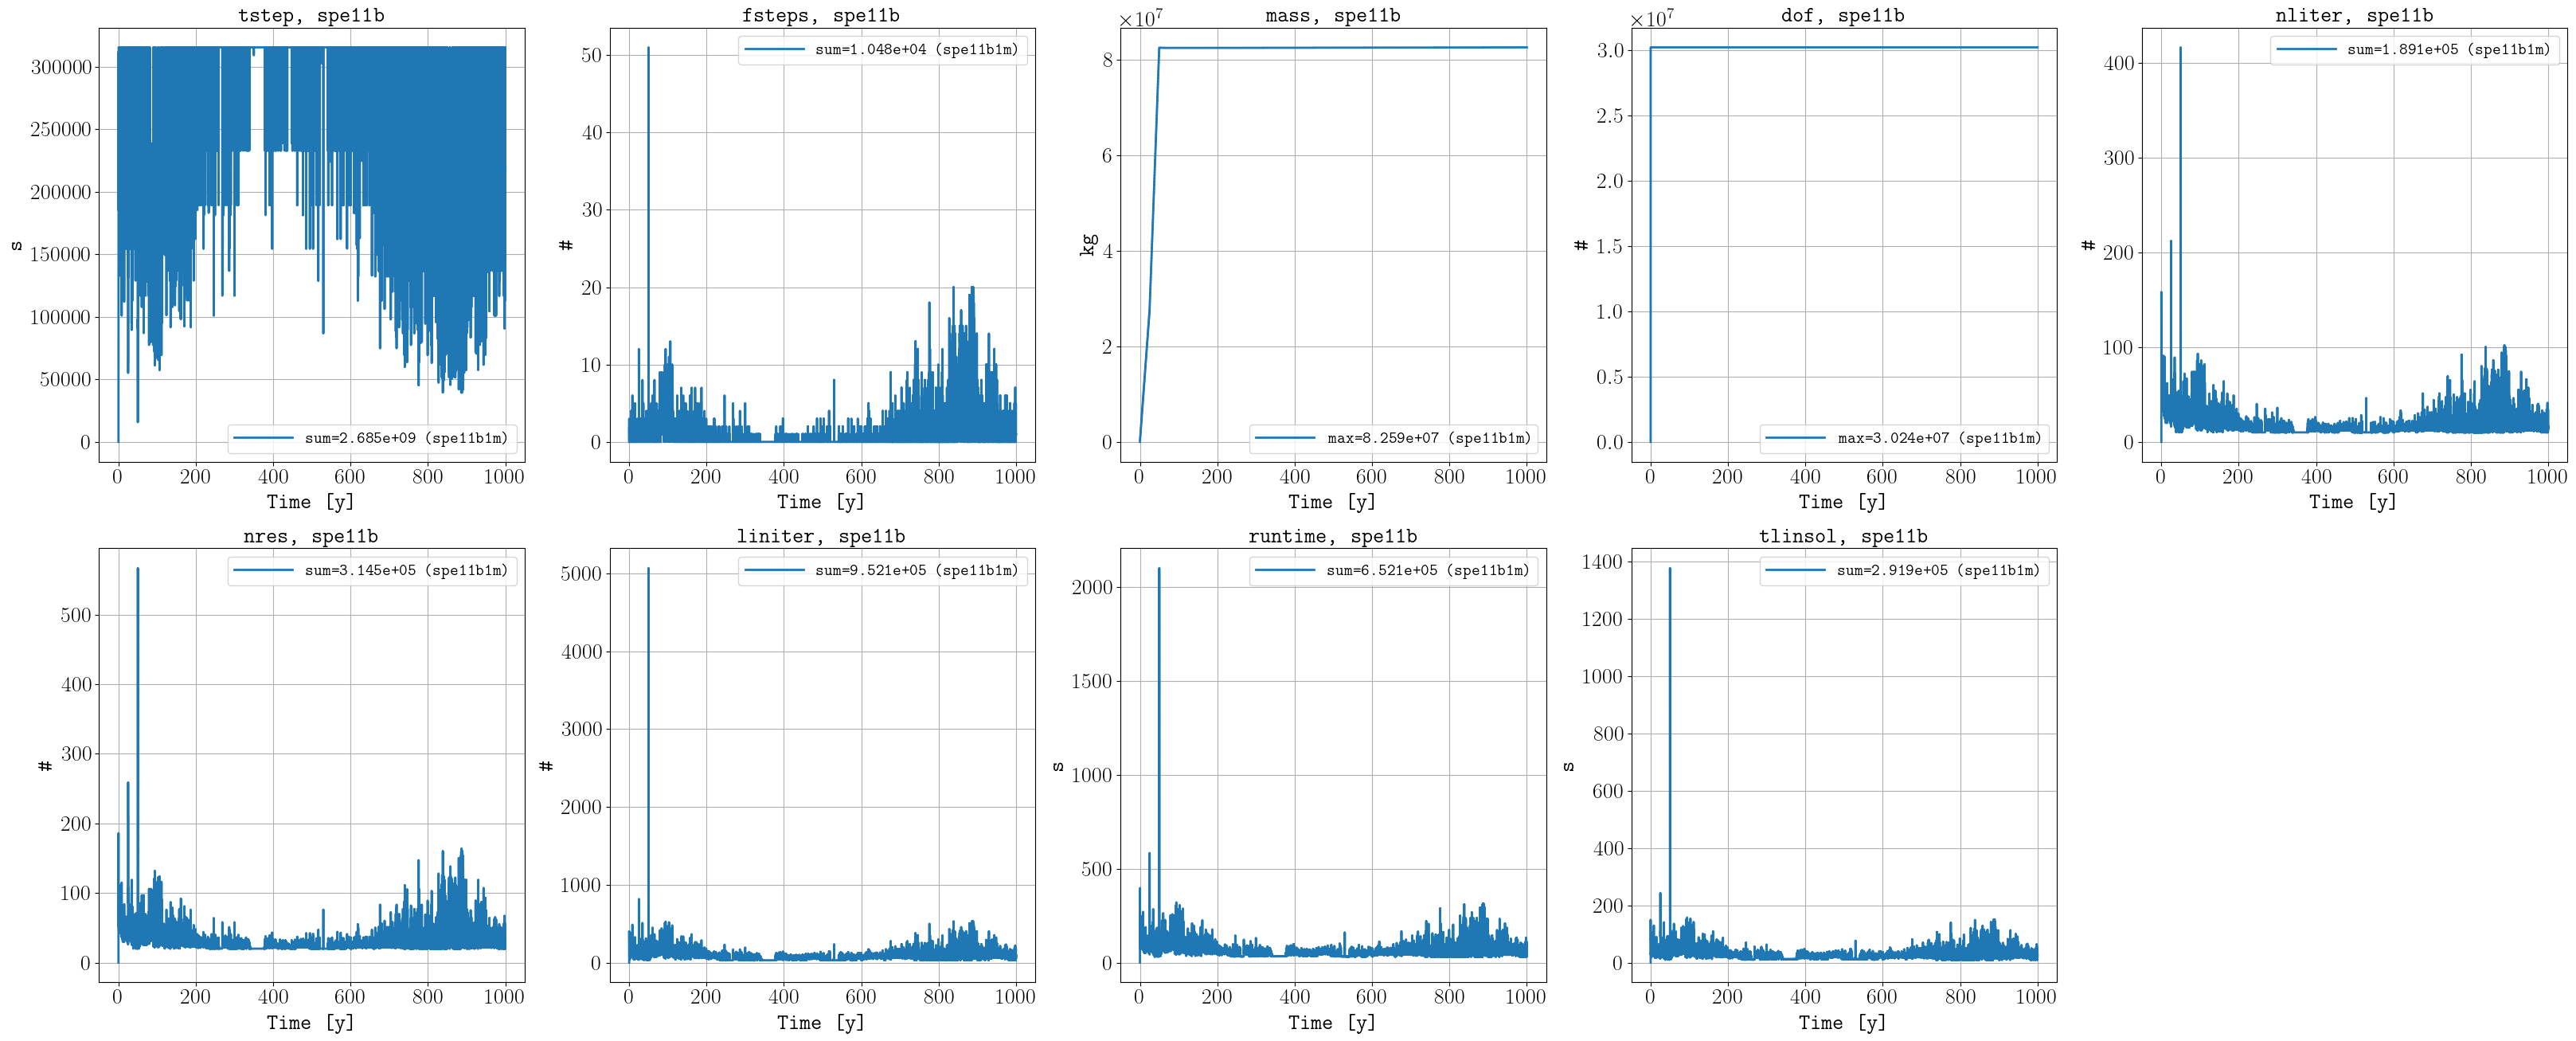 tstep, spe11b
300000
250000
200000
150000
100000
50000
0
s
sum=2.685e+09 (spe11b1m)
0 200 400 600 800 1000
Time [y]
fsteps, spe11b
50
40
30
20
10
0
#
sum=1.048e+04 (spe11b1m)
0 200 400 600 800 1000
Time [y]
mass, spe11b
×10⁷
8
6
4
2
0
kg
max=8.259e+07 (spe11b1m)
0 200 400 600 800 1000
Time [y]
dof, spe11b
×10⁷
3.0
2.5
2.0
1.5
1.0
0.5
0.0
#
max=3.024e+07 (spe11b1m)
0 200 400 600 800 1000
Time [y]
nliter, spe11b
400
300
200
100
0
#
sum=1.891e+05 (spe11b1m)
0 200 400 600 800 1000
Time [y]
nres, spe11b
500
400
300
200
100
0
#
sum=3.145e+05 (spe11b1m)
0 200 400 600 800 1000
Time [y]
liniter, spe11b
5000
4000
3000
2000
1000
0
#
sum=9.521e+05 (spe11b1m)
0 200 400 600 800 1000
Time [y]
runtime, spe11b
2000
1500
1000
500
0
s
sum=6.521e+05 (spe11b1m)
0 200 400 600 800 1000
Time [y]
tlinsol, spe11b
1400
1200
1000
800
600
400
200
0
s
sum=2.919e+05 (spe11b1m)
0 200 400 600 800 1000
Time [y]